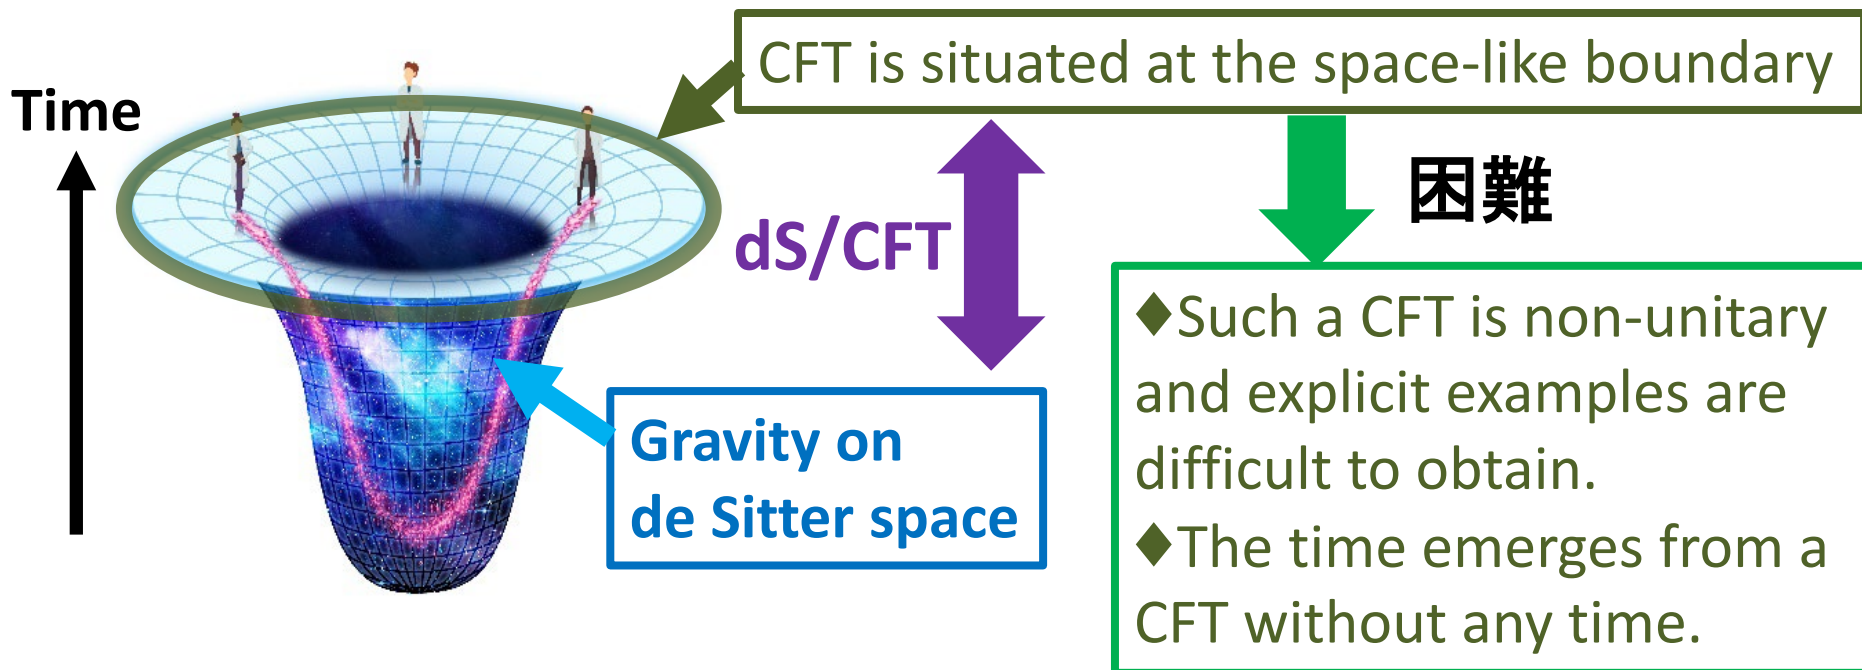 CFT is situated at the space-like boundary
Time
困難
dS/CFT
Gravity on
de Sitter space
♦Such a CFT is non-unitary
and explicit examples are
difficult to obtain.
♦The time emerges from a
CFT without any time.